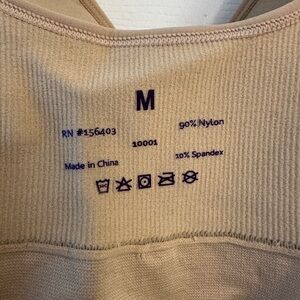 M
RN #156403
10001
90% Nylon
Made in China
10% Spandex